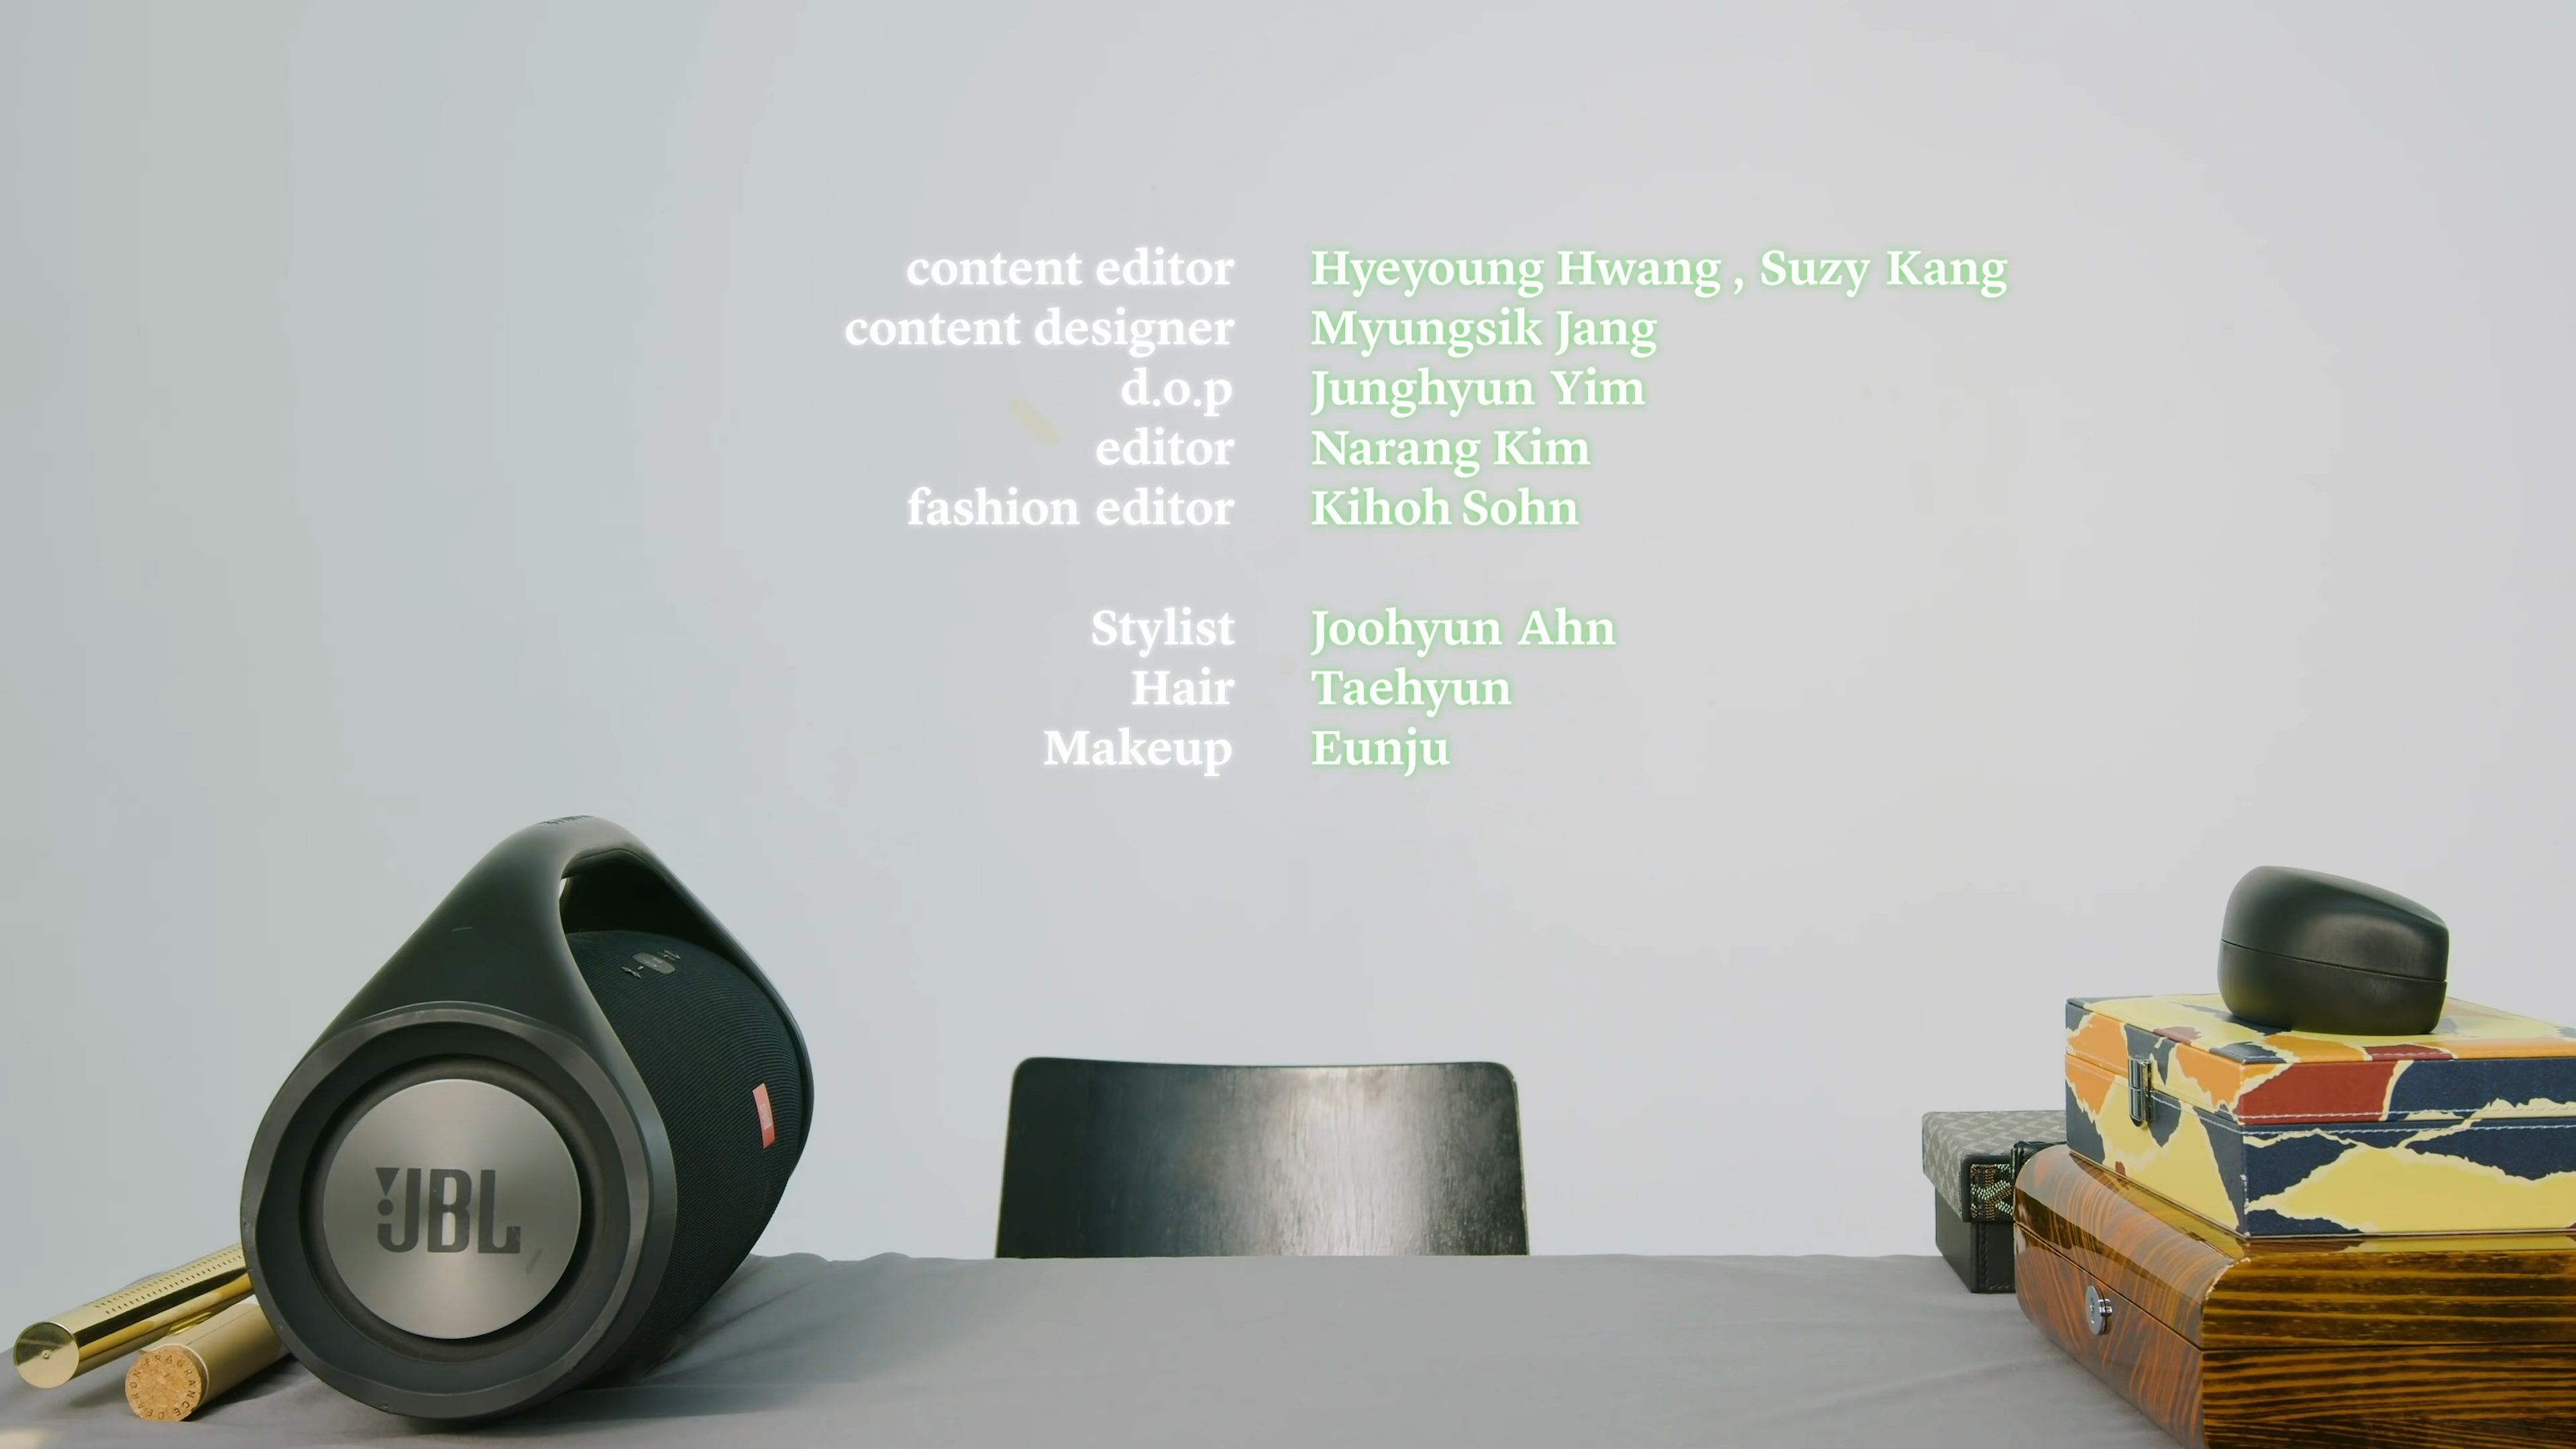 content editor Hyeyoung Hwang , Suzy Kang
content designer Myungsik Jang
d.o.p Junghyun Yim
editor Narang Kim
fashion editor Kihoh Sohn
Stylist Joohyun Ahn
Hair Taehyun
Makeup Eunju
JBL